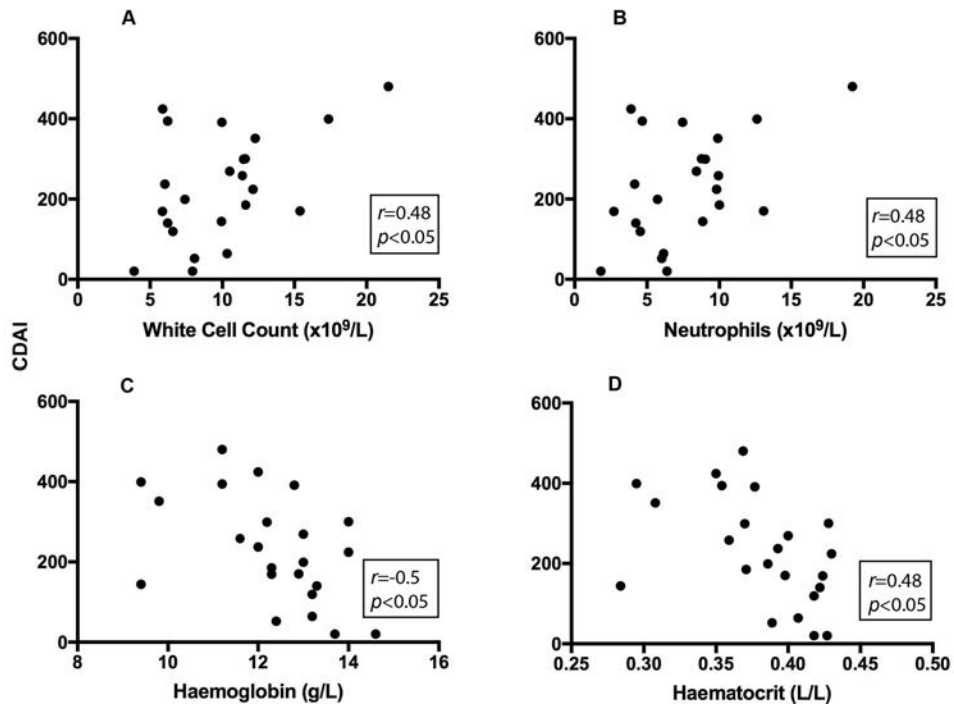 A
600
400
200
0
0 5 10 15 20 25
White Cell Count (x10⁹/L)
r=0.48
p<0.05
B
600
400
200
0
0 5 10 15 20 25
Neutrophils (x10⁹/L)
r=0.48
p<0.05
CDAI
C
600
400
200
0
8 10 12 14 16
Haemoglobin (g/L)
r=-0.5
p<0.05
D
600
400
200
0
0.25 0.30 0.35 0.40 0.45 0.50
Haematocrit (L/L)
r=0.48
p<0.05